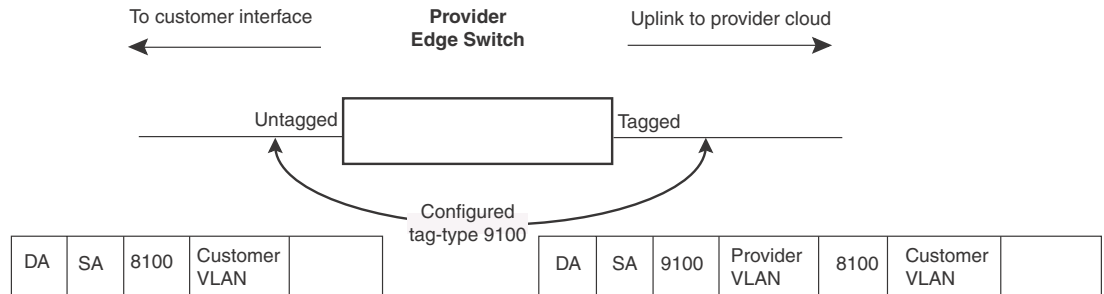 To customer interface
Provider
Edge Switch
Uplink to provider cloud
Untagged
Tagged
Configured
tag-type 9100
DA SA 8100 Customer
VLAN
DA SA 9100 Provider
VLAN 8100 Customer
VLAN